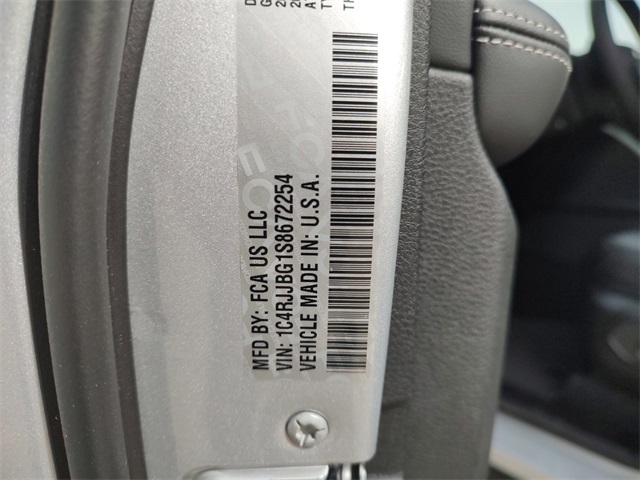 MFD BY: FCA US LLC
VIN: 1C4RJJBG1S8672254
VEHICLE MADE IN: U.S.A.